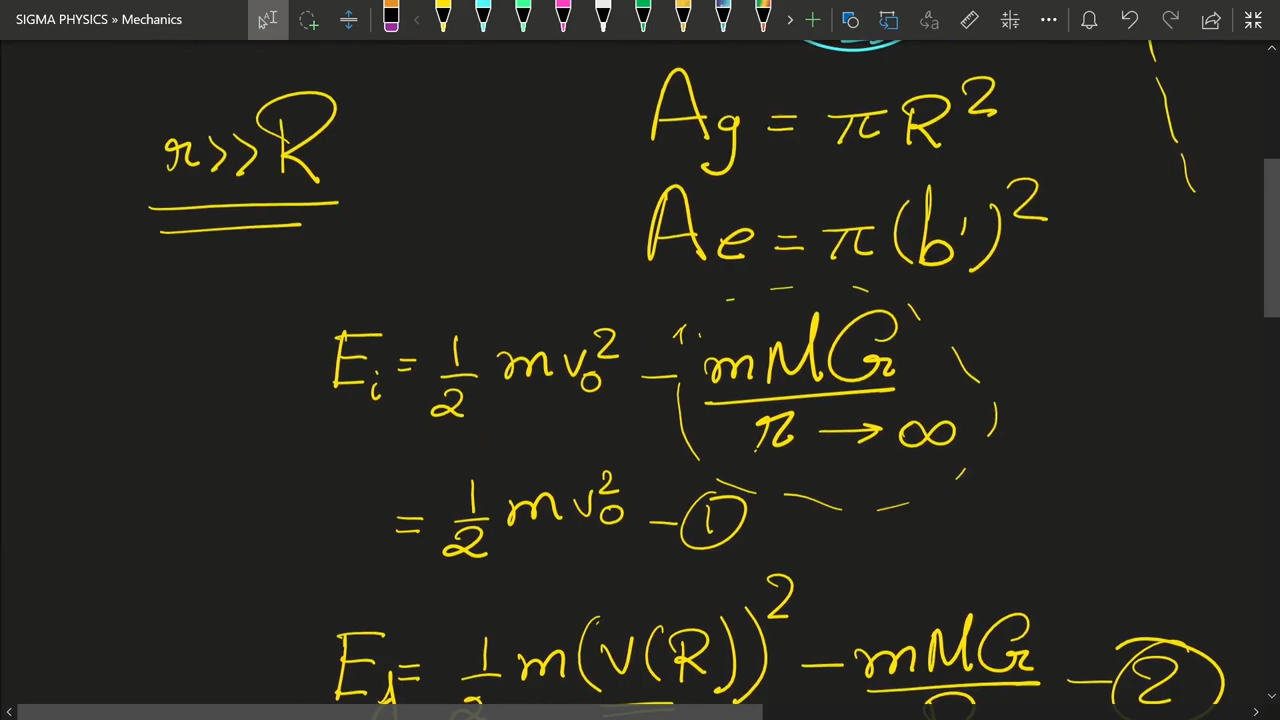 SIGMA PHYSICS » Mechanics
r>>R
Ag = πR²
Ae = π(b')²
Ei = 1/2 mv₀² - mMG/r → ∞
= 1/2 mv₀² - ①
= 1/2 m(v(R))² - mMG/R - ②